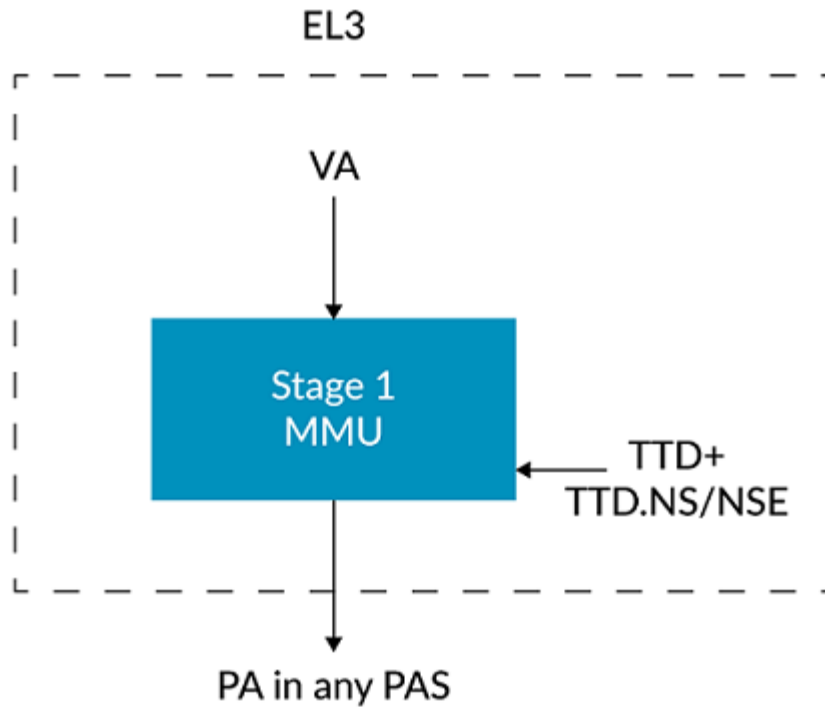 EL3
VA
Stage 1
MMU
TTD+
TTD.NS/NSE
PA in any PAS